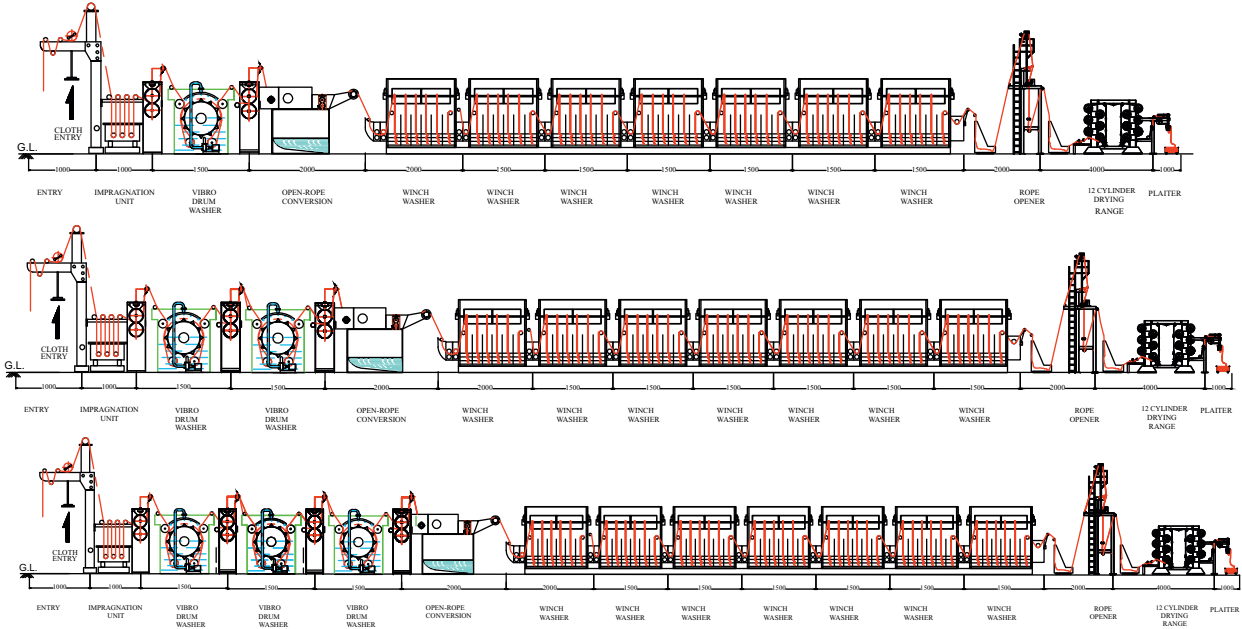 CLOTH
ENTRY
G.L.
1000 1000 1500 2000 2000 1500 1500 1500 1500 1500 1500 2000 4000 1000
ENTRY
IMPRAGNATION
UNIT
VIBRO
DRUM
WASHER
OPEN-ROPE
CONVERSION
WINCH
WASHER
WINCH
WASHER
WINCH
WASHER
WINCH
WASHER
WINCH
WASHER
WINCH
WASHER
WINCH
WASHER
ROPE
OPENER
12 CYLINDER
DRYING
RANGE
PLAITER
CLOTH
ENTRY
G.L.
1000 1000 1500 1500 2000 2000 1500 1500 1500 1500 1500 1500 2000 4000 1000
ENTRY
IMPRAGNATION
UNIT
VIBRO
DRUM
WASHER
VIBRO
DRUM
WASHER
OPEN-ROPE
CONVERSION
WINCH
WASHER
WINCH
WASHER
WINCH
WASHER
WINCH
WASHER
WINCH
WASHER
WINCH
WASHER
WINCH
WASHER
ROPE
OPENER
12 CYLINDER
DRYING
RANGE
PLAITER
CLOTH
ENTRY
G.L.
1000 1000 1500 1500 1500 2000 2000 1500 1500 1500 1500 1500 1500 2000 4000 1000
ENTRY
IMPRAGNATION
UNIT
VIBRO
DRUM
WASHER
VIBRO
DRUM
WASHER
VIBRO
DRUM
WASHER
OPEN-ROPE
CONVERSION
WINCH
WASHER
WINCH
WASHER
WINCH
WASHER
WINCH
WASHER
WINCH
WASHER
WINCH
WASHER
WINCH
WASHER
ROPE
OPENER
12 CYLINDER
DRYING
RANGE
PLAITER